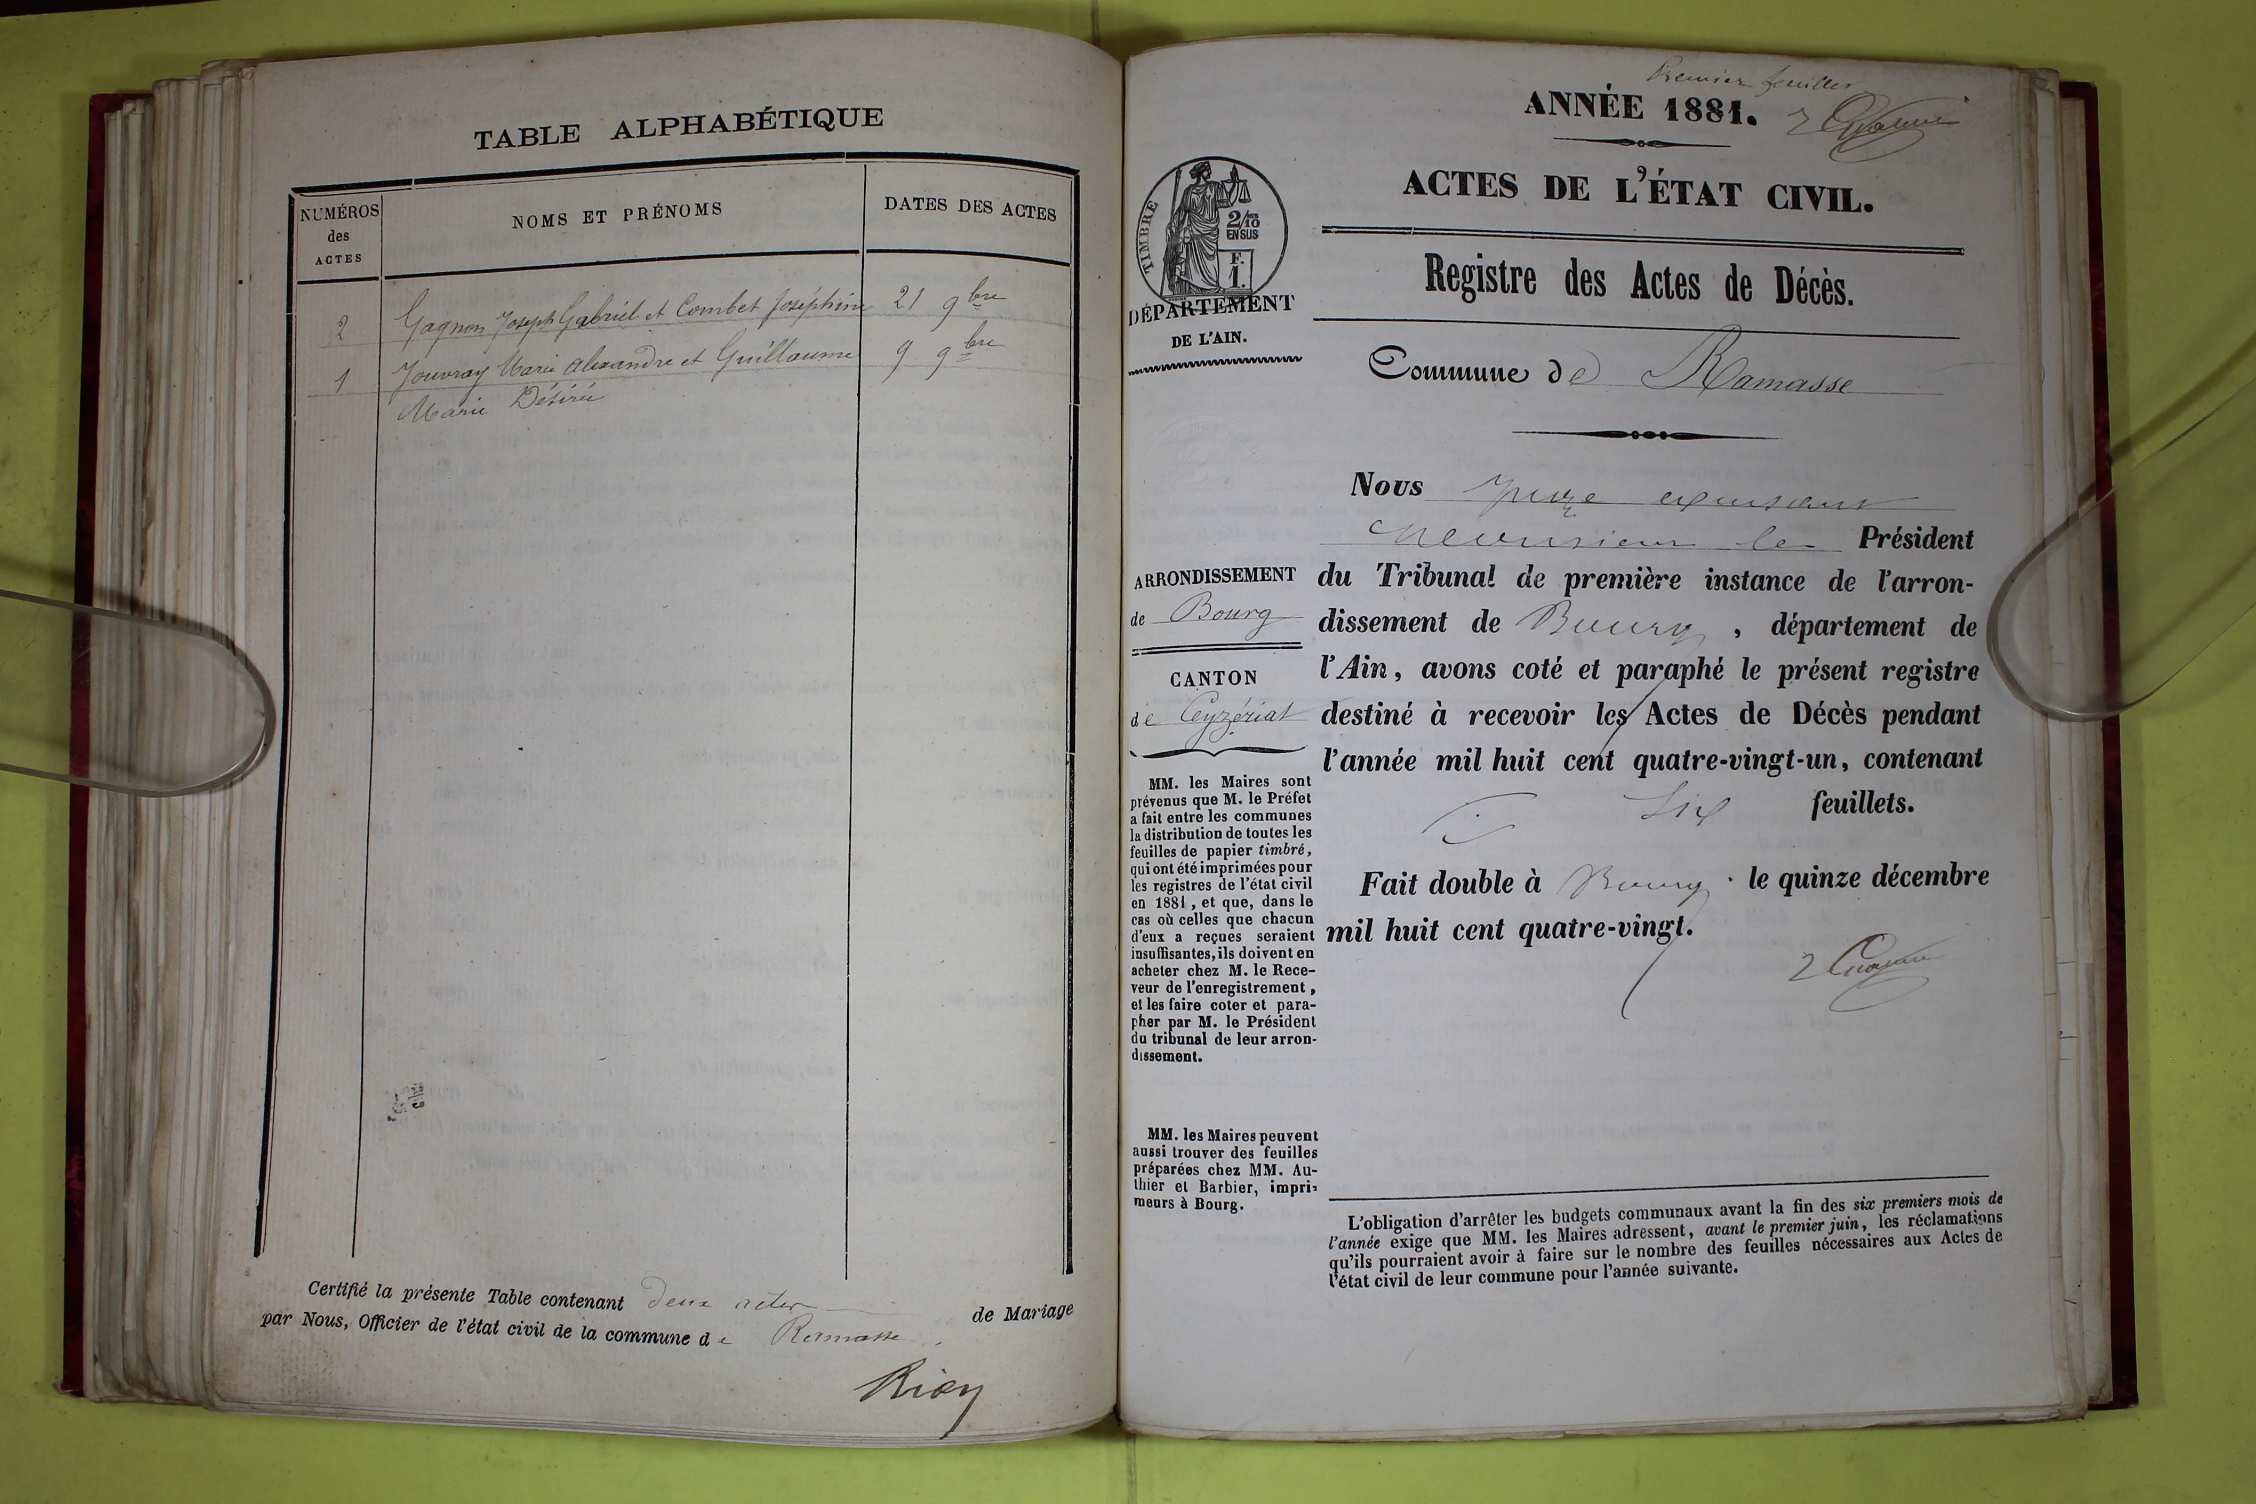 TABLE ALPHABÉTIQUE
NUMÉROS
des
ACTES
NOMS ET PRÉNOMS
DATES DES ACTES
2 Gagnon Joseph Gabriel et Combet Joséphine 21 9bre
1 Jouvray Marie Alexandre et Guillaume 9 9bre
Marie Désirée
Certifié la présente Table contenant deux actes de Mariage
par Nous, Officier de l'état civil de la commune de Ramasse
Premier feuillet
ANNÉE 1881.
ACTES DE L'ÉTAT CIVIL.
TIMBRE
2/10
EN SUS
F.
1.
DÉPARTEMENT
DE L'AIN.
Registre des Actes de Décès.
Commune de Ramasse
ARRONDISSEMENT
de Bourg
CANTON
de Ceyzériat
MM. les Maires sont
prévenus que M. le Préfet
a fait entre les communes
la distribution de toutes les
feuilles de papier timbré,
qui ont été imprimées pour
les registres de l'état civil
en 1881, et que, dans le
cas où celles que chacun
d'eux a reçues seraient
insuffisantes, ils doivent en
acheter chez M. le Rece-
veur de l'enregistrement,
et les faire coter et para-
pher par M. le Président
du tribunal de leur arron-
dissement.
MM. les Maires peuvent
aussi trouver des feuilles
préparées chez MM. Au-
thier et Barbier, impri-
meurs à Bourg.
Nous Juge
Monsieur le Président
du Tribunal de première instance de l'arron-
dissement de Bourg, département de
l'Ain, avons coté et paraphé le présent registre
destiné à recevoir les Actes de Décès pendant
l'année mil huit cent quatre-vingt-un, contenant
Six feuillets.
Fait double à Bourg le quinze décembre
mil huit cent quatre-vingt.
L'obligation d'arrêter les budgets communaux avant la fin des six premiers mois de
l'année exige que MM. les Maires adressent, avant le premier juin, les réclamations
qu'ils pourraient avoir à faire sur le nombre des feuilles nécessaires aux Actes de
l'état civil de leur commune pour l'année suivante.